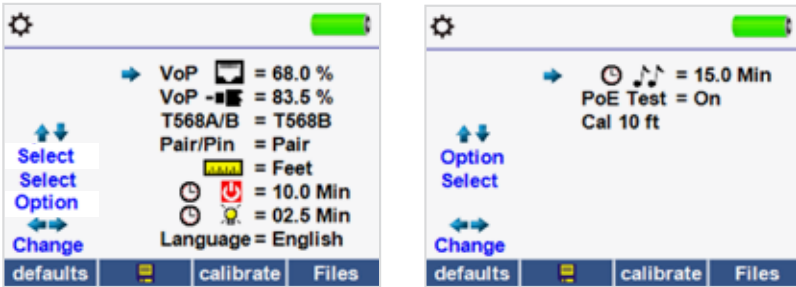 VoP = 68.0 %
VoP = 83.5 %
T568A/B = T568B
Pair/Pin = Pair
= Feet
= 10.0 Min
= 02.5 Min
Language = English
Select
Select
Option
Change
defaults calibrate Files
= 15.0 Min
PoE Test = On
Cal 10 ft
Option
Select
Change
defaults calibrate Files